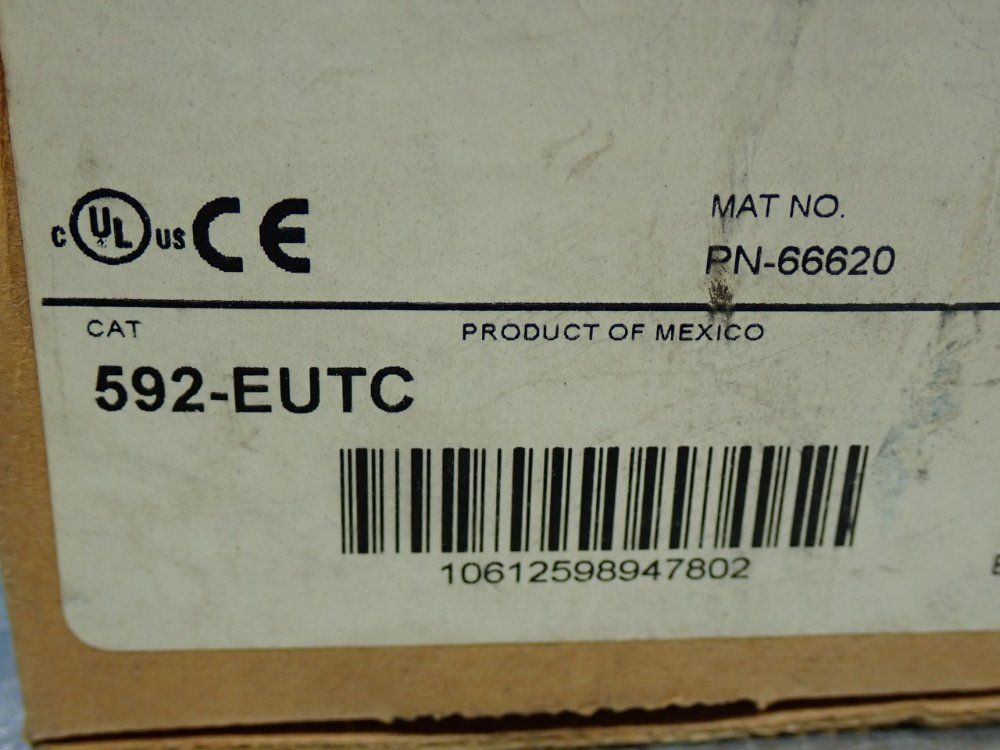 C UL US CE
MAT NO.
PN-66620
CAT
PRODUCT OF MEXICO
592-EUTC
10612598947802